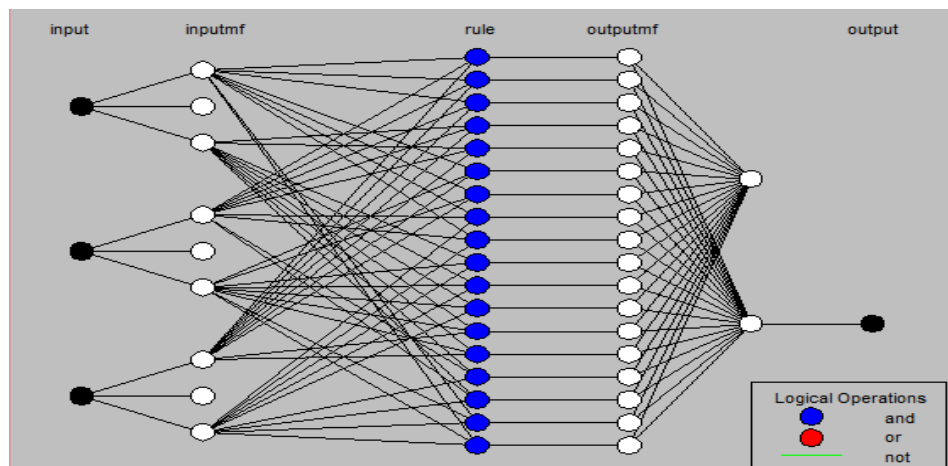 input inputmf rule outputmf output
Logical Operations
and
or
not